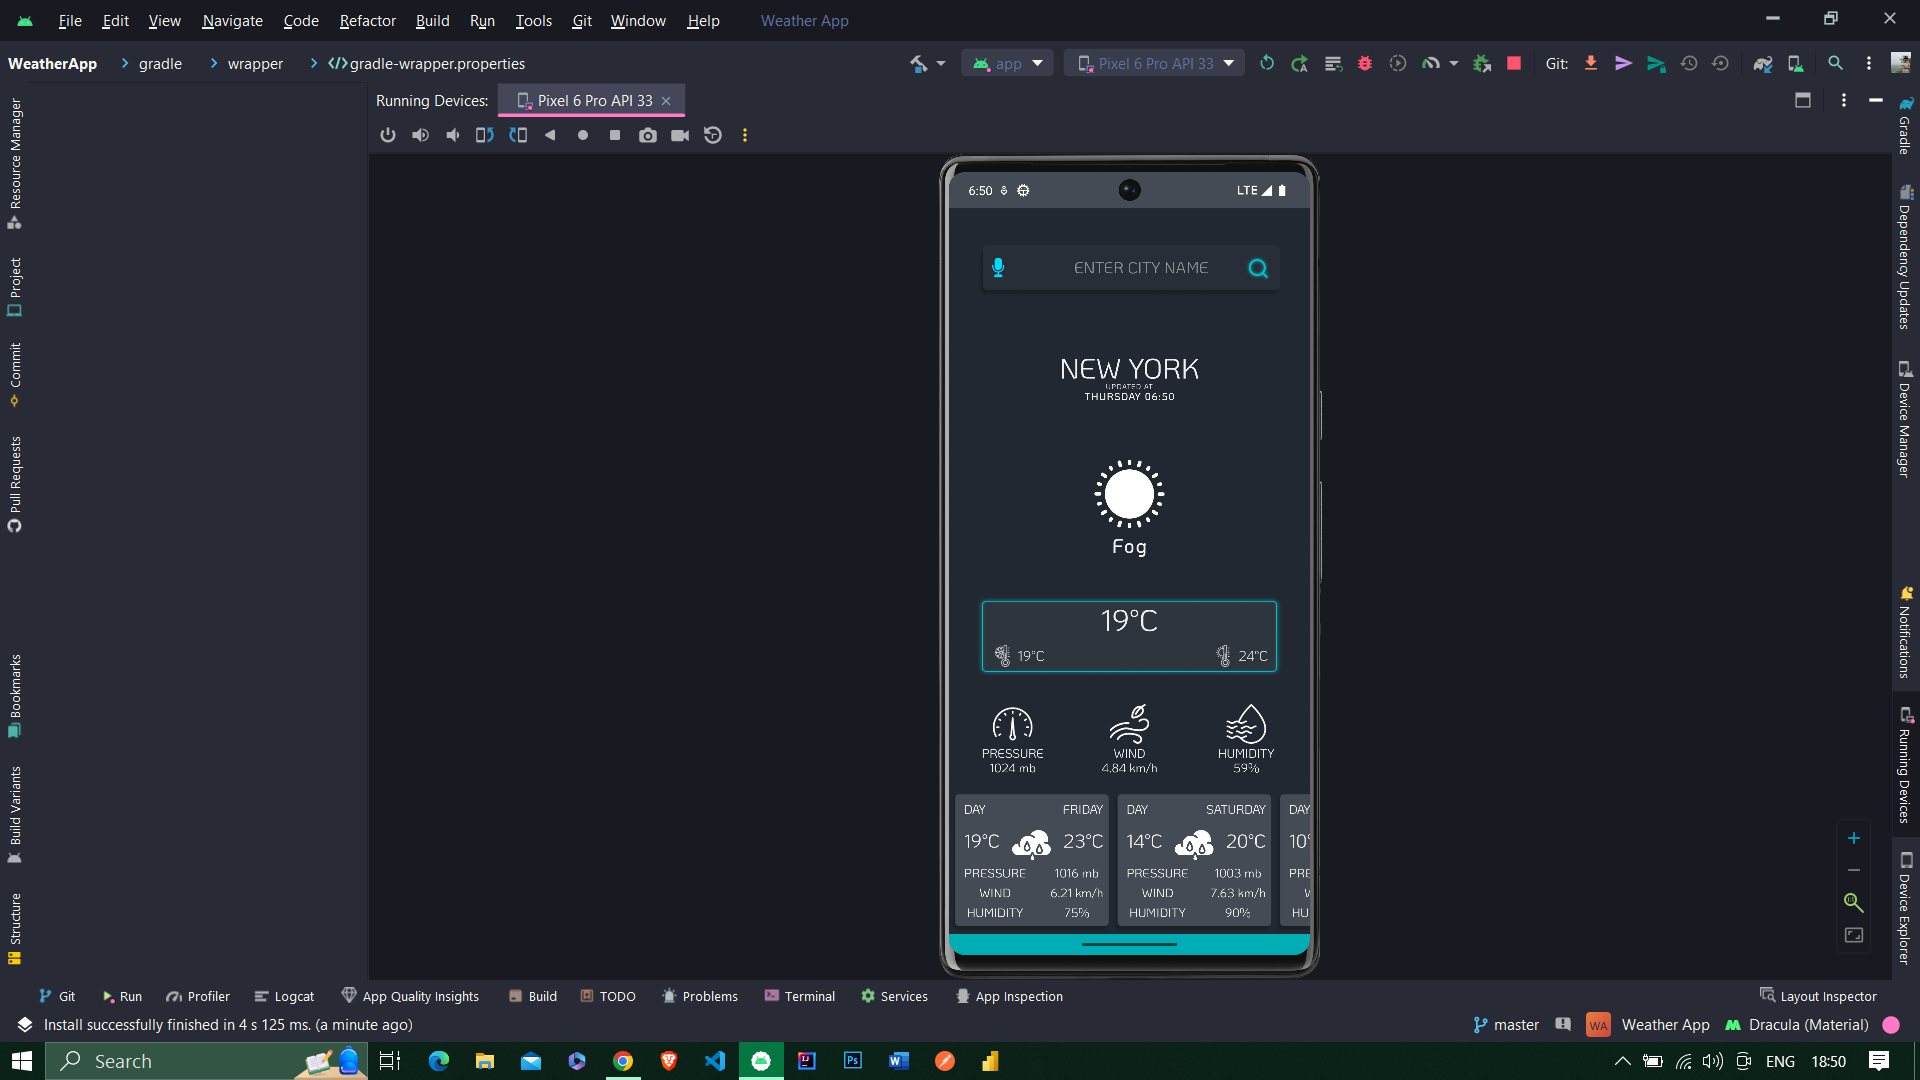 File Edit View Navigate Code Refactor Build Run Tools Git Window Help Weather App
WeatherApp gradle wrapper gradle-wrapper.properties app Pixel 6 Pro API 33 Git:
Running Devices: Pixel 6 Pro API 33
Resource Manager
Project
Commit
Pull Requests
Bookmarks
Build Variants
Structure
6:50 LTE
ENTER CITY NAME
NEW YORK
UPDATED AT
THURSDAY 06:50
Fog
19°C
19°C 24°C
PRESSURE WIND HUMIDITY
1024 mb 4.84 km/h 59%
DAY FRIDAY DAY SATURDAY DAY
19°C 23°C 14°C 20°C 10°
PRESSURE 1016 mb PRESSURE 1003 mb PRE
WIND 6.21 km/h WIND 7.63 km/h W
HUMIDITY 75% HUMIDITY 90% HU
Gradle
Dependency Updates
Device Manager
Notifications
Running Devices
Device Explorer
Git Run Profiler Logcat App Quality Insights Build TODO Problems Terminal Services App Inspection Layout Inspector
Install successfully finished in 4 s 125 ms. (a minute ago) master WA Weather App Dracula (Material)
Search ENG 18:50